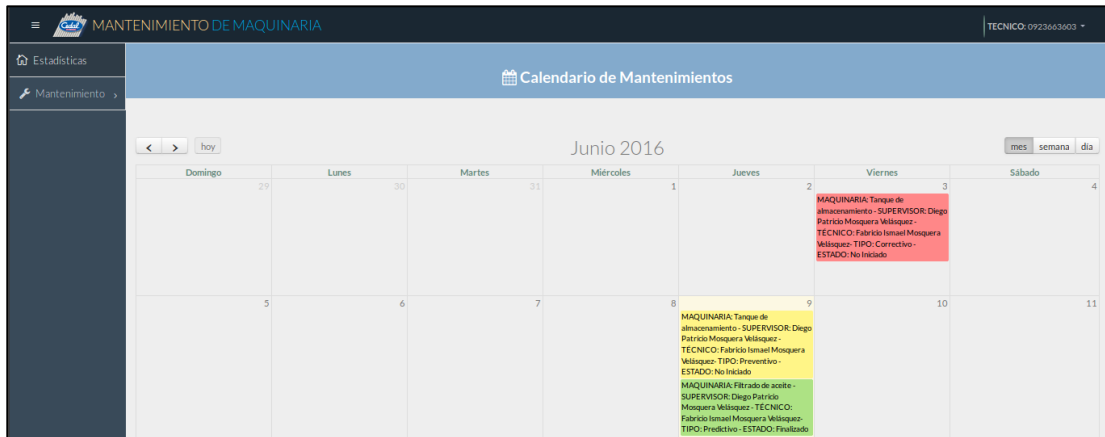 MANTENIMIENTO DE MAQUINARIA
TECNICO: 0923663603
Estadísticas
Mantenimiento
Calendario de Mantenimientos
hoy
Junio 2016
mes semana día
Domingo Lunes Martes Miércoles Jueves Viernes Sábado
29 30 31 1 2 3 4
MAQUINARIA: Tanque de
almacenamiento - SUPERVISOR: Diego
Patricio Mosquera Velásquez -
TÉCNICO: Fabricio Ismael Mosquera
Velásquez- TIPO: Correctivo -
ESTADO: No Iniciado
5 6 7 8 9 10 11
MAQUINARIA: Tanque de
almacenamiento - SUPERVISOR: Diego
Patricio Mosquera Velásquez -
TÉCNICO: Fabricio Ismael Mosquera
Velásquez- TIPO: Preventivo -
ESTADO: No Iniciado
MAQUINARIA: Filtrado de aceite -
SUPERVISOR: Diego Patricio
Mosquera Velásquez - TÉCNICO:
Fabricio Ismael Mosquera Velásquez-
TIPO: Predictivo - ESTADO: Finalizado